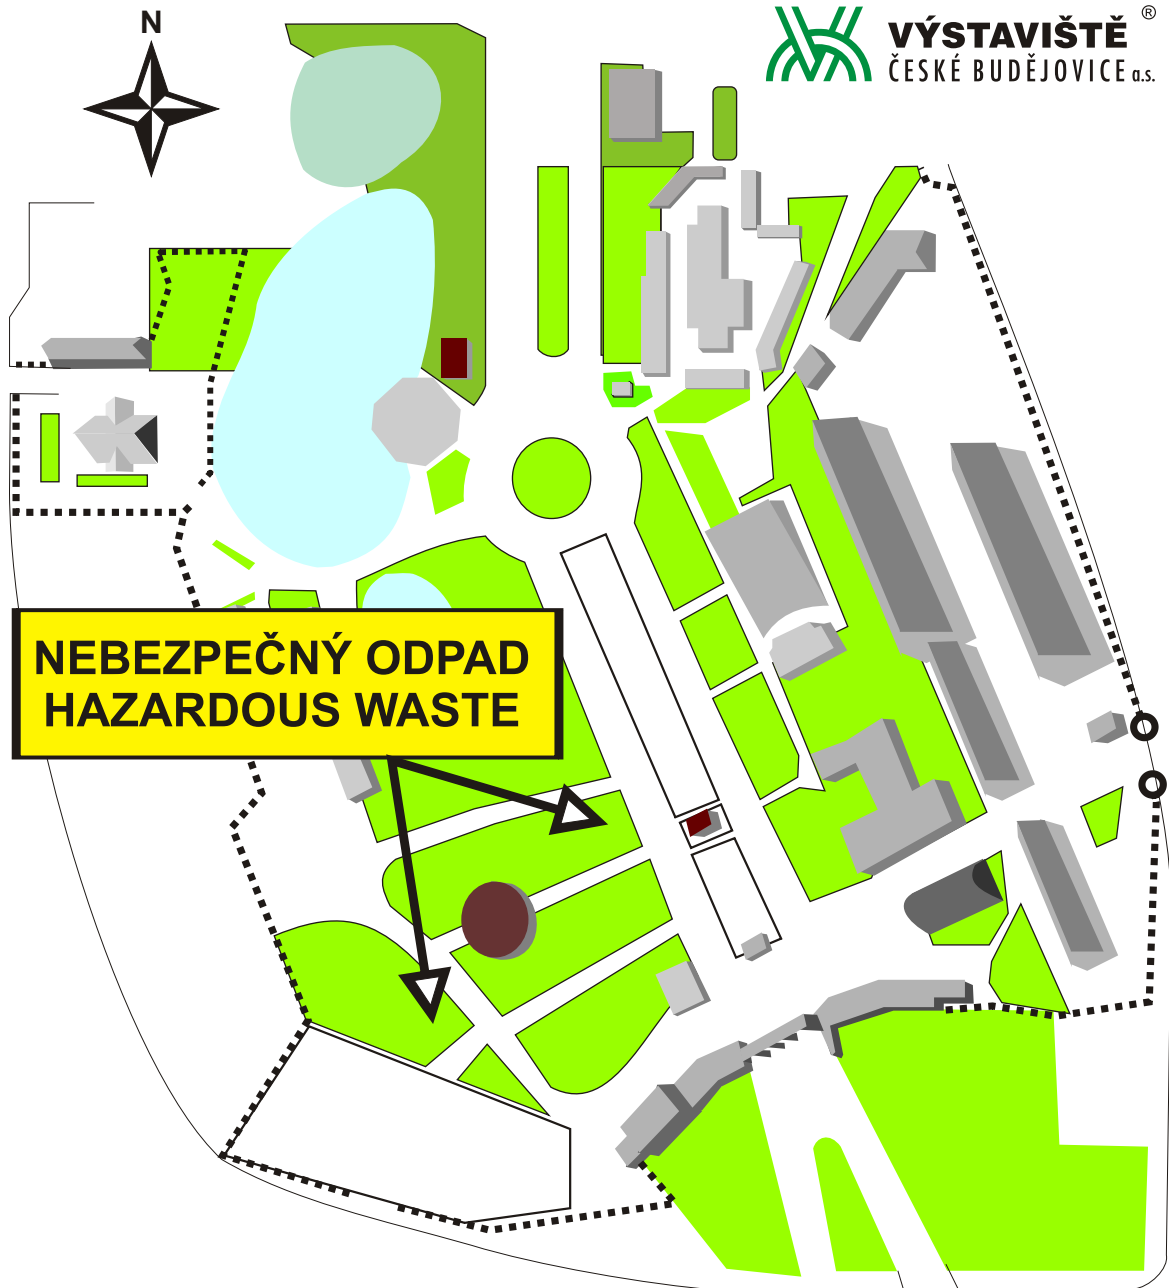 N
®
VÝSTAVIŠTĚ
ČESKÉ BUDĚJOVICE a.s.
NEBEZPEČNÝ ODPAD
HAZARDOUS WASTE